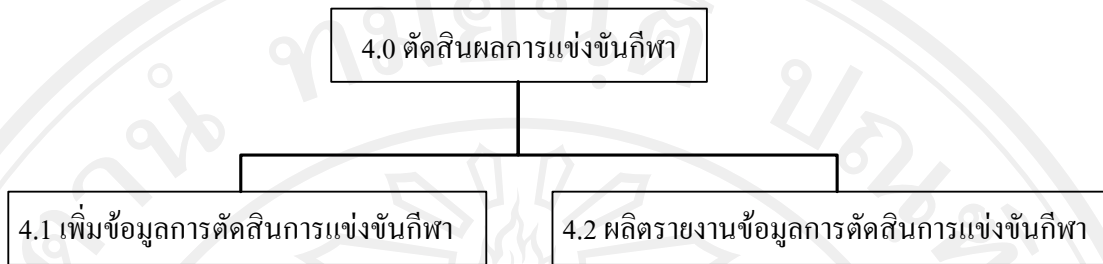 4.0 ตัดสินผลการแข่งขันกีฬา
4.1 เพิ่มข้อมูลการตัดสินการแข่งขันกีฬา
4.2 ผลิตรายงานข้อมูลการตัดสินการแข่งขันกีฬา